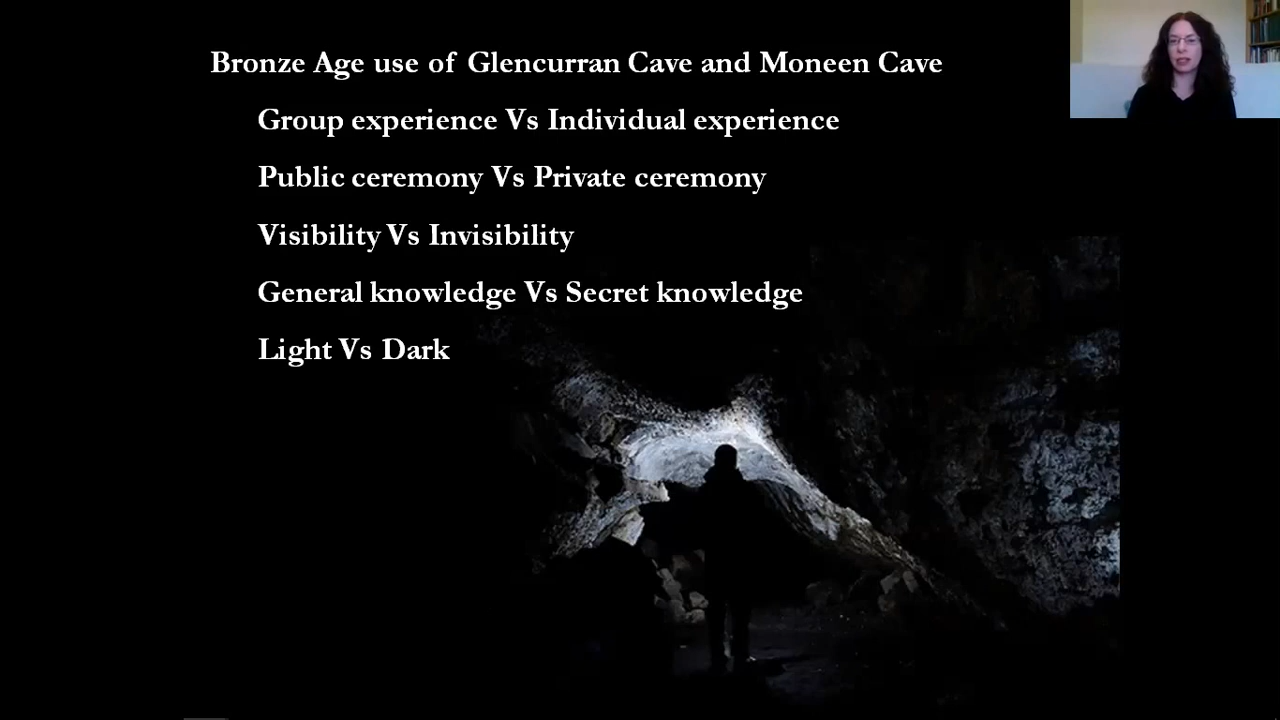 Bronze Age use of Glencurran Cave and Moneen Cave
Group experience Vs Individual experience
Public ceremony Vs Private ceremony
Visibility Vs Invisibility
General knowledge Vs Secret knowledge
Light Vs Dark